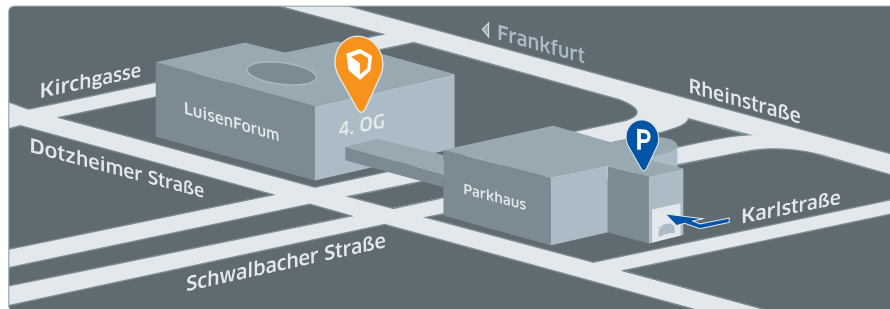 Frankfurt
Kirchgasse
Rheinstraße
LuisenForum
4. OG
P
Dotzheimer Straße
Parkhaus
Karlstraße
Schwalbacher Straße